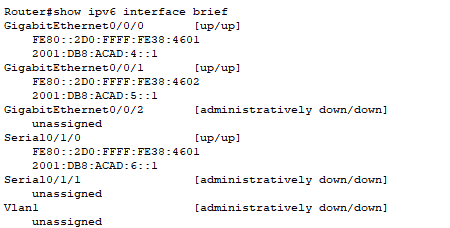 Router#show ipv6 interface brief
GigabitEthernet0/0/0 [up/up]
FE80::2D0:FFFF:FE38:4601
2001:DB8:ACAD:4::1
GigabitEthernet0/0/1 [up/up]
FE80::2D0:FFFF:FE38:4602
2001:DB8:ACAD:5::1
GigabitEthernet0/0/2 [administratively down/down]
unassigned
Serial0/1/0 [up/up]
FE80::2D0:FFFF:FE38:4601
2001:DB8:ACAD:6::1
Serial0/1/1 [administratively down/down]
unassigned
Vlan1 [administratively down/down]
unassigned